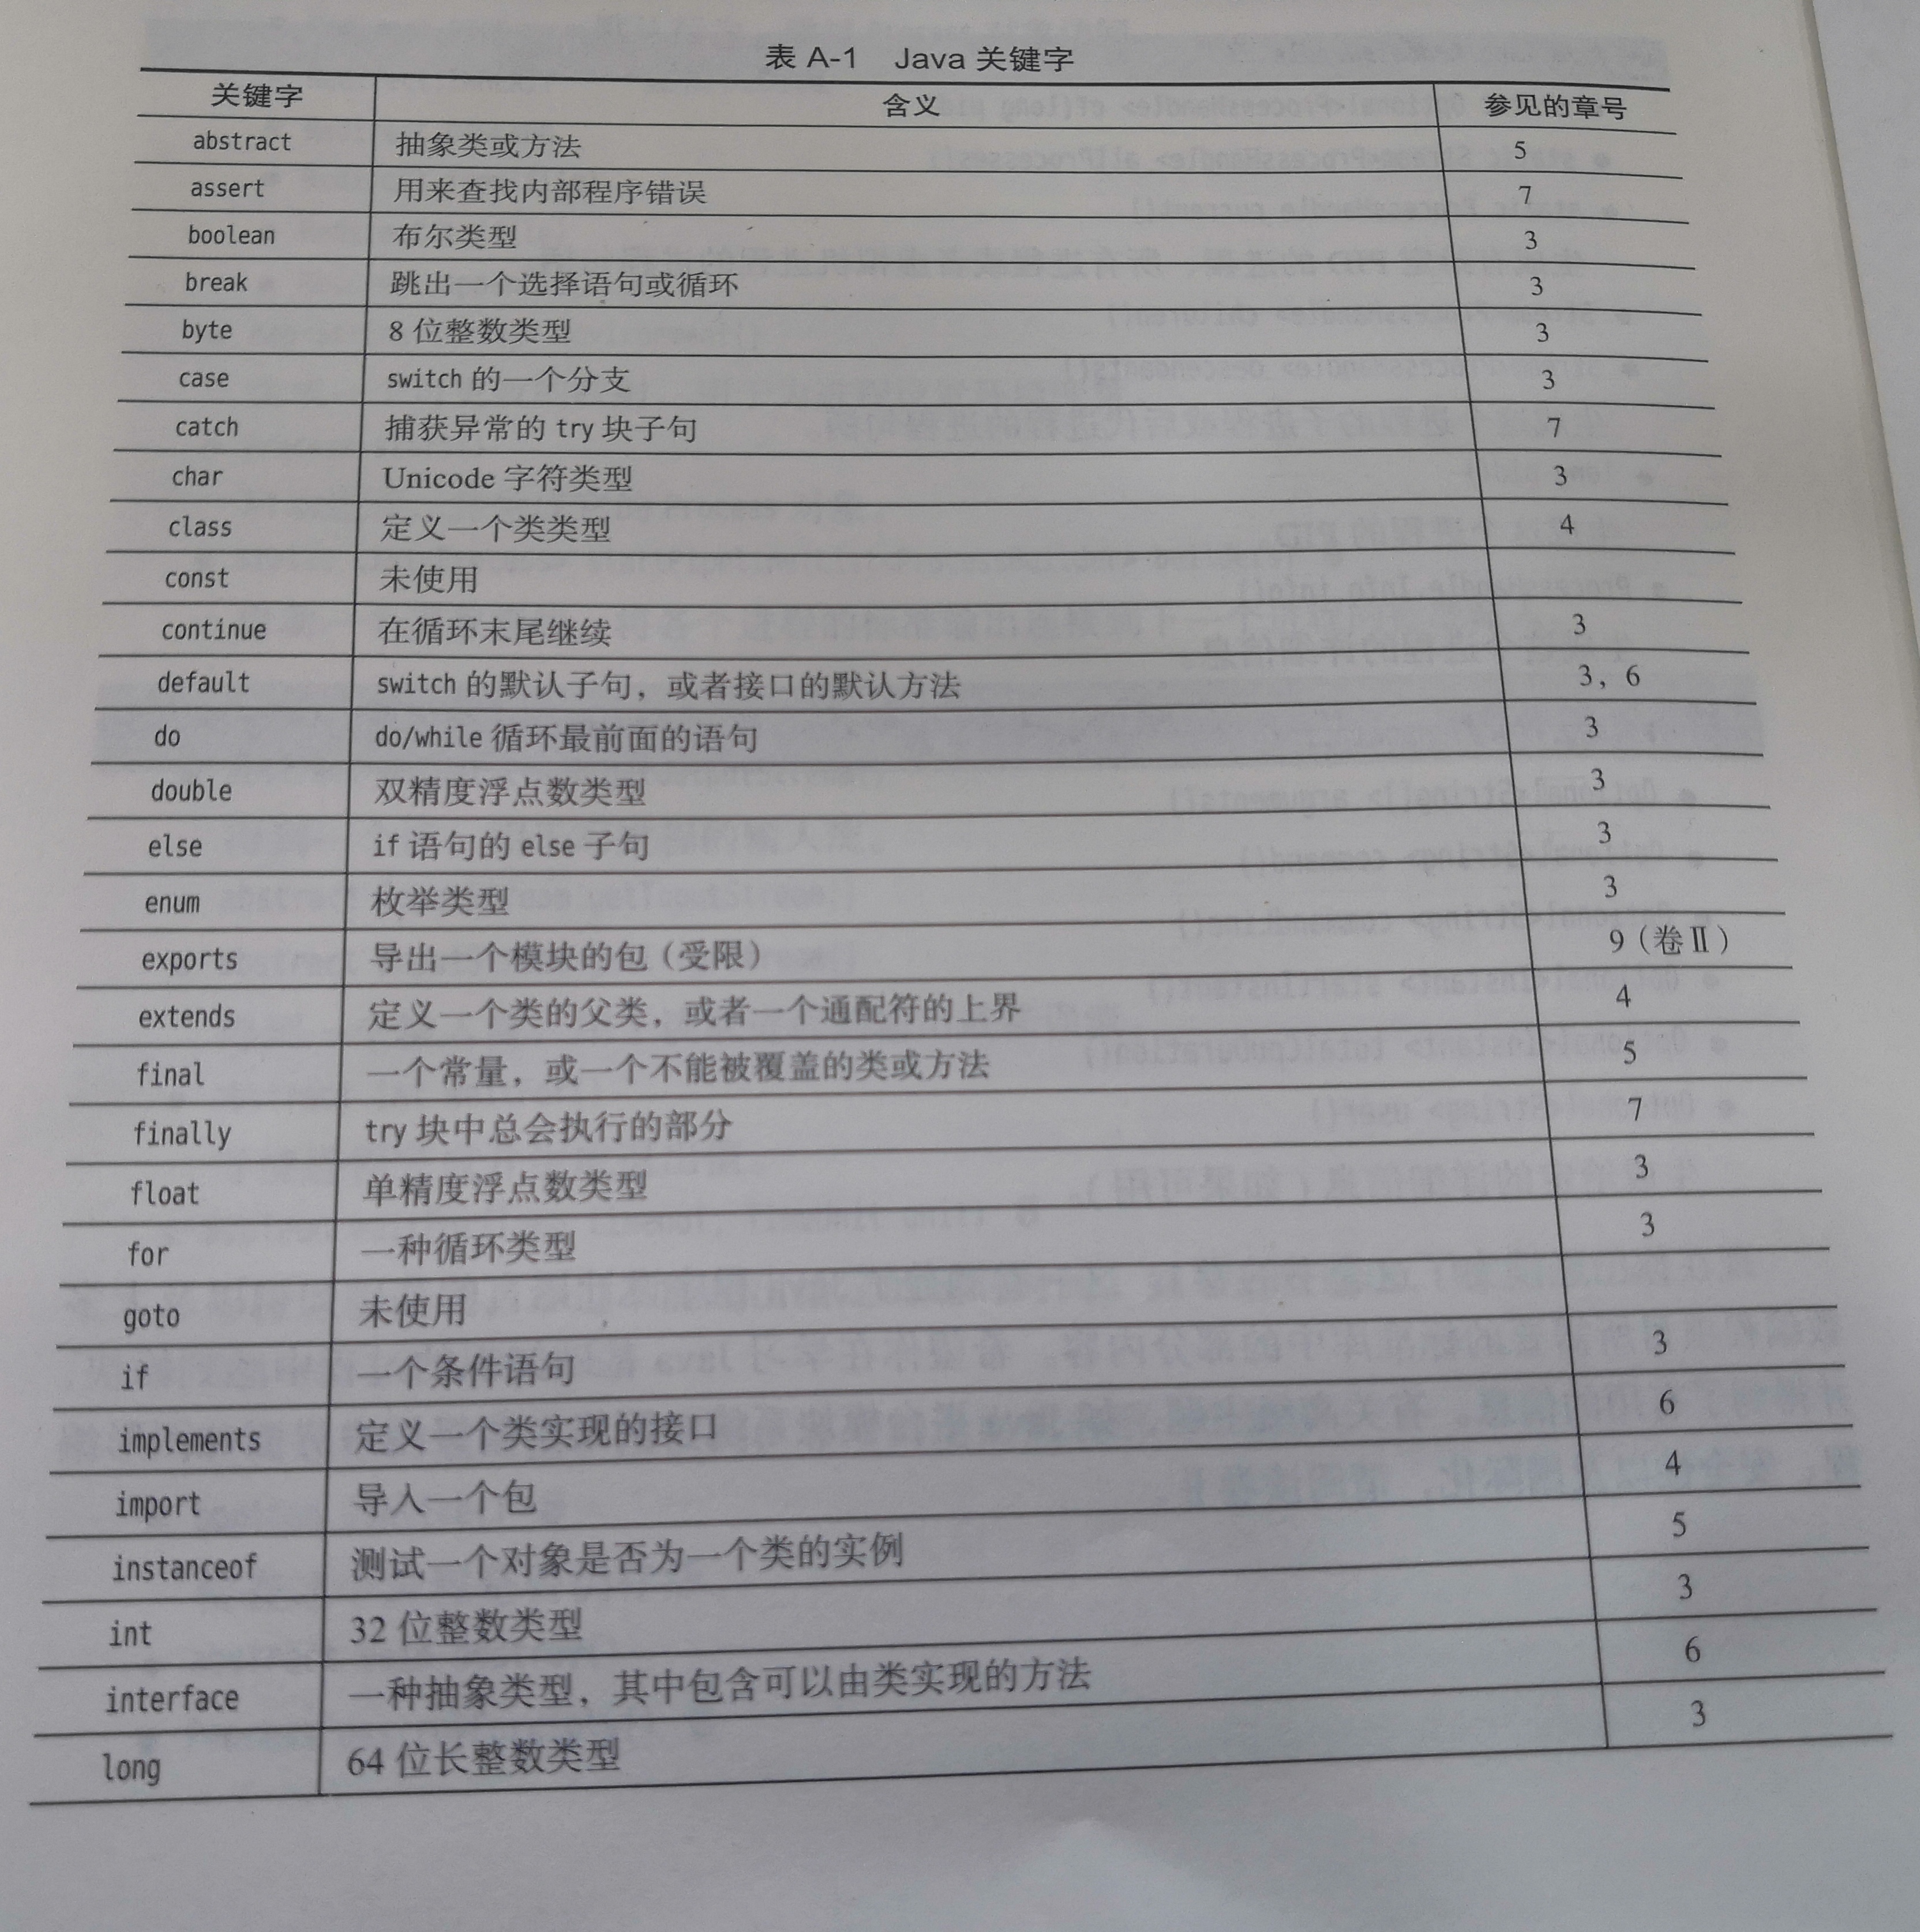 表 A-1 Java 关键字
关键字 含义 参见的章号
abstract 抽象类或方法 5
assert 用来查找内部程序错误 7
boolean 布尔类型 3
break 跳出一个选择语句或循环 3
byte 8 位整数类型 3
case switch 的一个分支 3
catch 捕获异常的 try 块子句 7
char Unicode 字符类型 3
class 定义一个类类型 4
const 未使用
continue 在循环末尾继续 3
default switch 的默认子句，或者接口的默认方法 3，6
do do/while 循环最前面的语句 3
double 双精度浮点数类型 3
else if 语句的 else 子句 3
enum 枚举类型 3
exports 导出一个模块的包（受限） 9（卷Ⅱ）
extends 定义一个类的父类，或者一个通配符的上界 4
final 一个常量，或一个不能被覆盖的类或方法 5
finally try 块中总会执行的部分 7
float 单精度浮点数类型 3
for 一种循环类型 3
goto 未使用
if 一个条件语句 3
implements 定义一个类实现的接口 6
import 导入一个包 4
instanceof 测试一个对象是否为一个类的实例 5
int 32 位整数类型 3
interface 一种抽象类型，其中包含可以由类实现的方法 6
long 64 位长整数类型 3